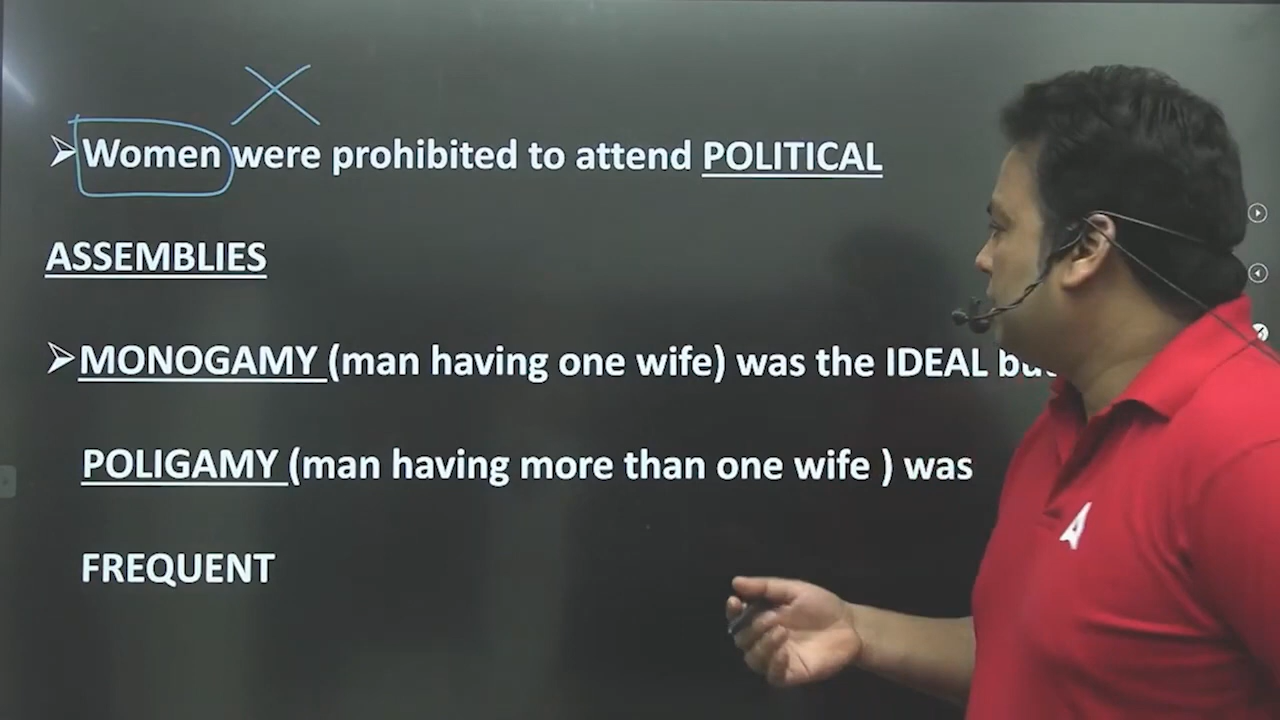 ➢Women were prohibited to attend POLITICAL
ASSEMBLIES
➢MONOGAMY (man having one wife) was the IDEAL but
POLIGAMY (man having more than one wife ) was
FREQUENT